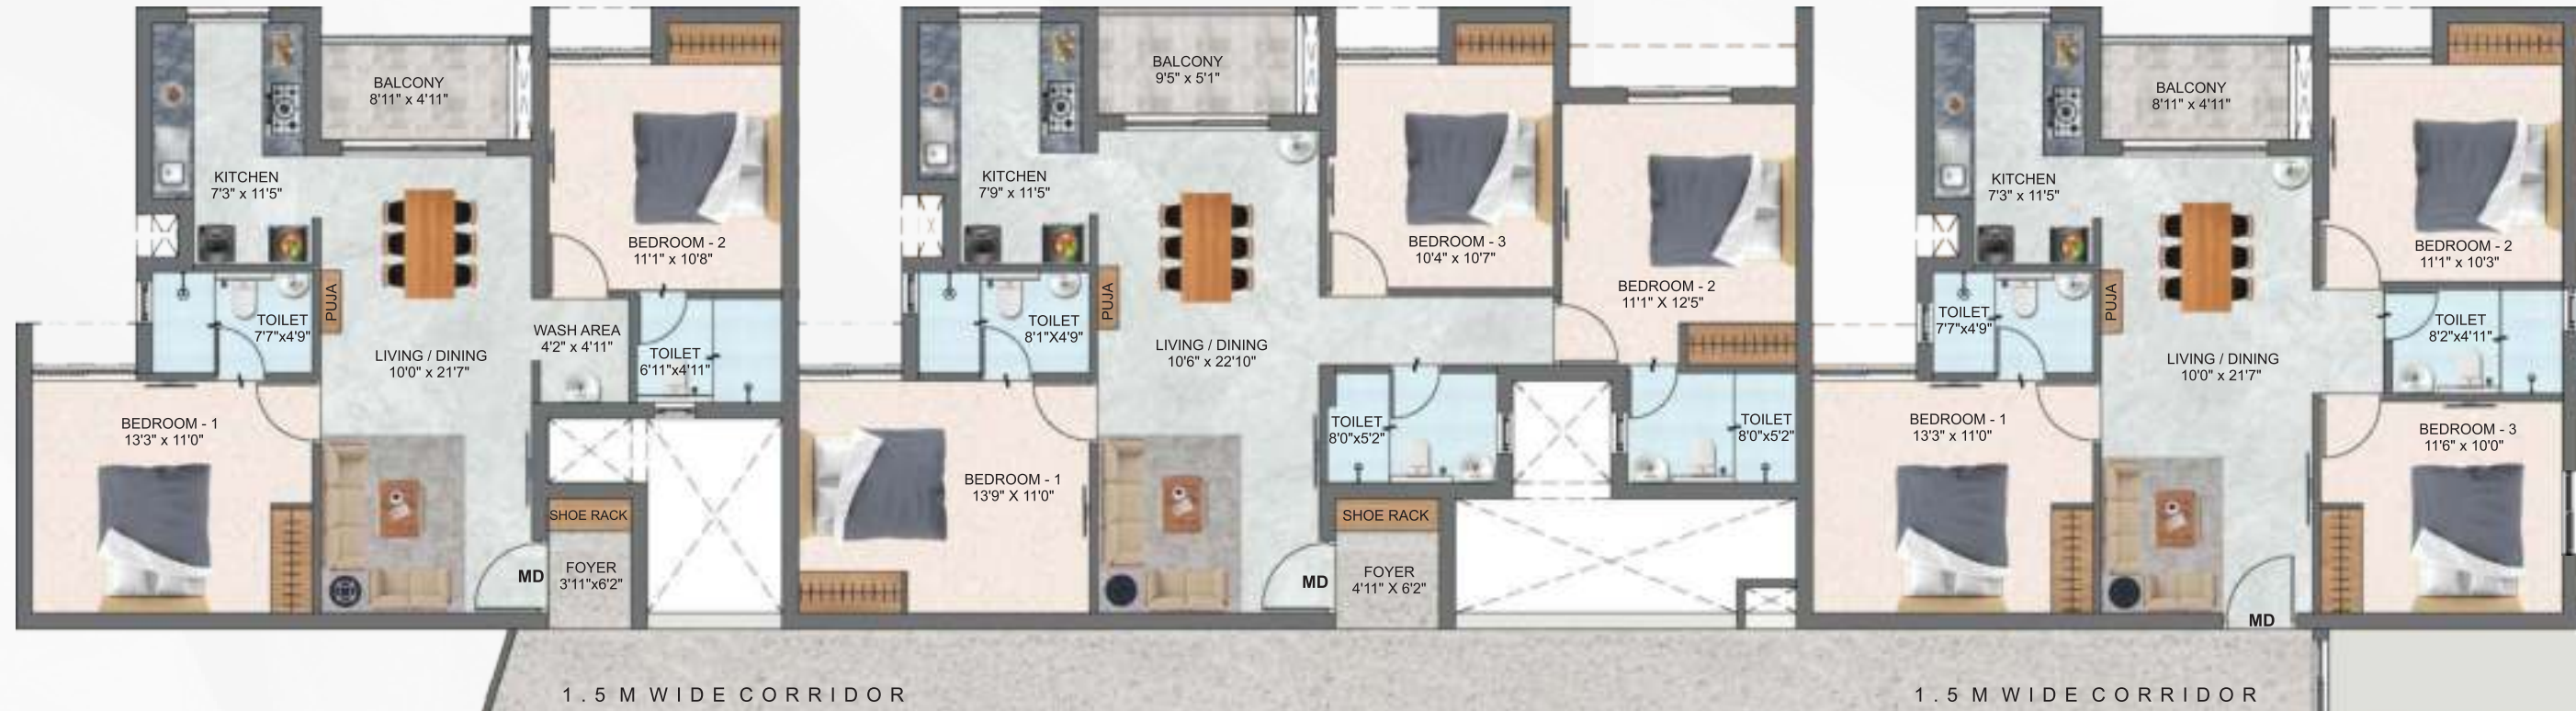 BALCONY
8'11" x 4'11"
KITCHEN
7'3" x 11'5"
BEDROOM - 2
11'1" x 10'8"
TOILET
7'7"x4'9"
PUJA
WASH AREA
4'2" x 4'11"
TOILET
6'11"x4'11"
LIVING / DINING
10'0" x 21'7"
BEDROOM - 1
13'3" x 11'0"
SHOE RACK
MD
FOYER
3'11"x6'2"
BALCONY
9'5" x 5'1"
KITCHEN
7'9" x 11'5"
BEDROOM - 3
10'4" x 10'7"
BEDROOM - 2
11'1" X 12'5"
TOILET
8'1"X4'9"
PUJA
LIVING / DINING
10'6" x 22'10"
TOILET
8'0"x5'2"
TOILET
8'0"x5'2"
BEDROOM - 1
13'9" X 11'0"
SHOE RACK
MD
FOYER
4'11" X 6'2"
BALCONY
8'11" x 4'11"
KITCHEN
7'3" x 11'5"
BEDROOM - 2
11'1" x 10'3"
TOILET
7'7"x4'9"
PUJA
TOILET
8'2"x4'11"
LIVING / DINING
10'0" x 21'7"
BEDROOM - 1
13'3" x 11'0"
BEDROOM - 3
11'6" x 10'0"
MD
1.5 M WIDE CORRIDOR
1.5 M WIDE CORRIDOR